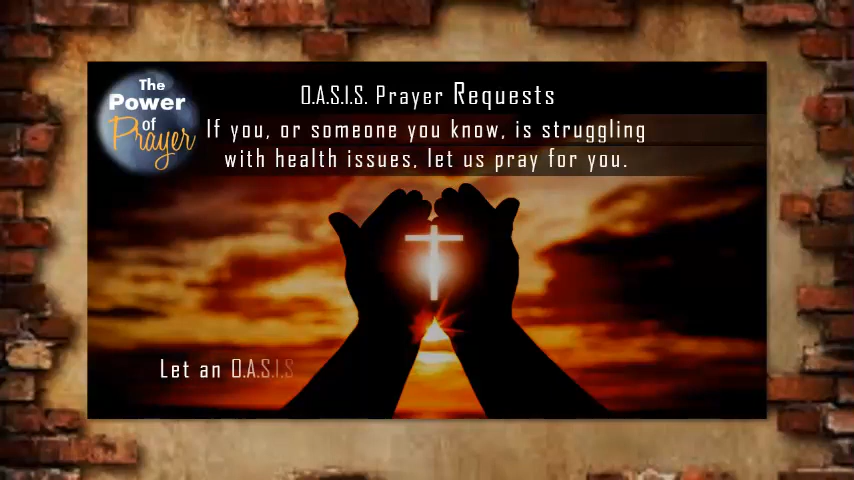 The
Power
of
Prayer
O.A.S.I.S. Prayer Requests
If you, or someone you know, is struggling
with health issues, let us pray for you.
Let an O.A.S.I.S